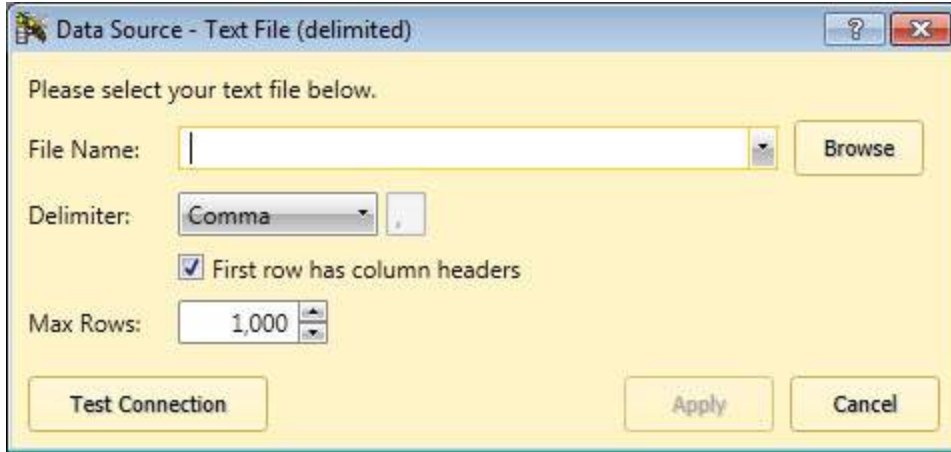 Data Source - Text File (delimited)
?
Please select your text file below.
File Name:
Browse
Delimiter: Comma ,
First row has column headers
Max Rows: 1,000
Test Connection Apply Cancel